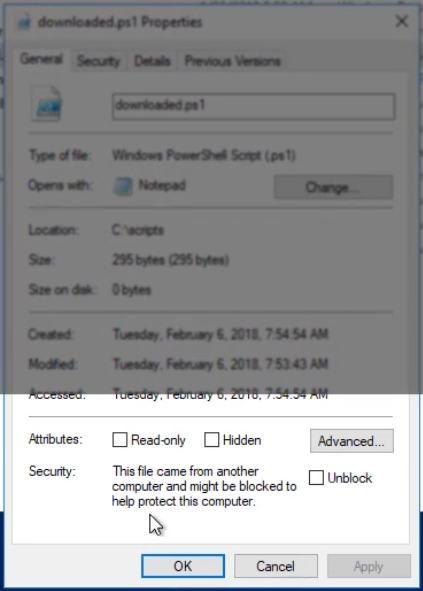 downloaded.ps1 Properties
General Security Details Previous Versions
downloaded.ps1
Type of file: Windows PowerShell Script (.ps1)
Opens with: Notepad Change...
Location: C:\scripts
Size: 295 bytes (295 bytes)
Size on disk: 0 bytes
Created: Tuesday, February 6, 2018, 7:54:54 AM
Modified: Tuesday, February 6, 2018, 7:53:43 AM
Accessed: Tuesday, February 6, 2018, 7:54:54 AM
Attributes: Read-only Hidden Advanced...
Security: This file came from another
computer and might be blocked to
help protect this computer.
Unblock
OK Cancel Apply